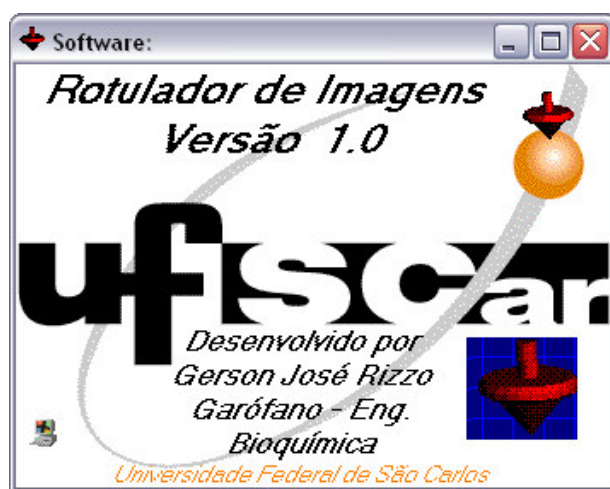 Software:
Rotulador de Imagens
Versão 1.0
ufSCar
Desenvolvido por
Gerson José Rizzo
Garófano - Eng.
Bioquímica
Universidade Federal de São Carlos